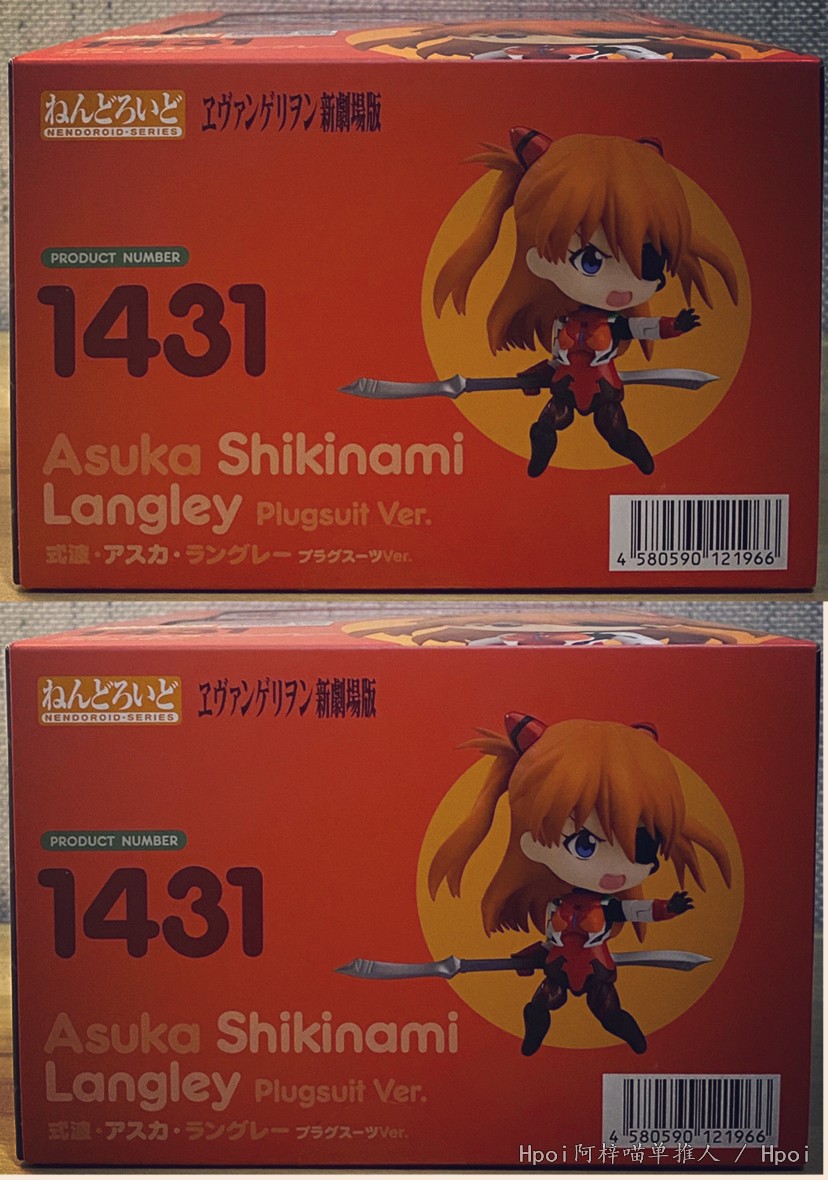 1431
ねんどろいど
NENDOROID·SERIES
ヱヴァンゲリヲン新劇場版
PRODUCT NUMBER
1431
Asuka Shikinami
Langley Plugsuit Ver.
式波・アスカ・ラングレー プラグスーツVer.
4 580590 121966
1431
ねんどろいど
NENDOROID·SERIES
ヱヴァンゲリヲン新劇場版
PRODUCT NUMBER
1431
Asuka Shikinami
Langley Plugsuit Ver.
式波・アスカ・ラングレー プラグスーツVer.
4 580590 121966
Hpoi阿梓喵单推人 / Hpoi